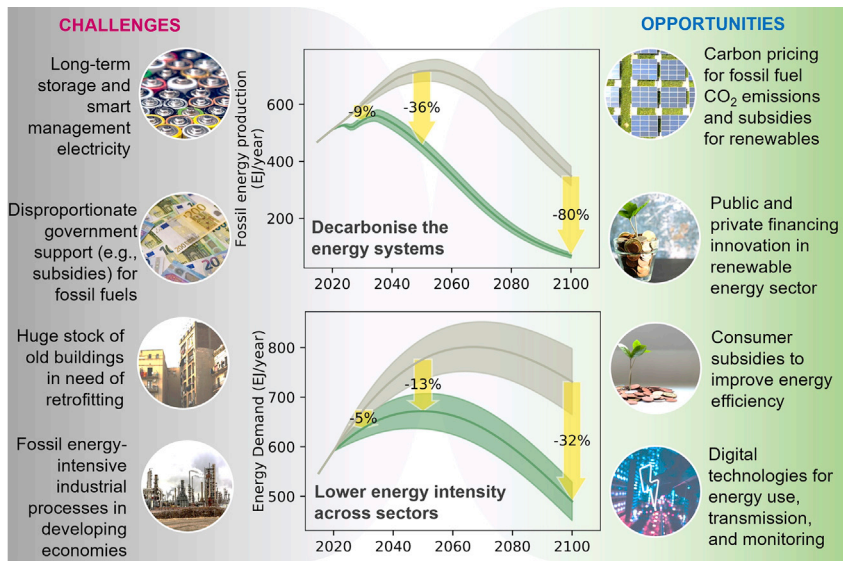 CHALLENGES
OPPORTUNITIES
Long-term
storage and
smart
management
electricity
Disproportionate
government
support (e.g.,
subsidies) for
fossil fuels
Huge stock of
old buildings
in need of
retrofitting
Fossil energy-
intensive
industrial
processes in
developing
economies
Fossil energy production
(EJ/year)
600
400
200
-9%
-36%
-80%
Decarbonise the
energy systems
2020 2040 2060 2080 2100
Energy Demand (EJ/year)
800
700
600
500
-5%
-13%
-32%
Lower energy intensity
across sectors
2020 2040 2060 2080 2100
Carbon pricing
for fossil fuel
CO2 emissions
and subsidies
for renewables
Public and
private financing
innovation in
renewable
energy sector
Consumer
subsidies to
improve energy
efficiency
Digital
technologies for
energy use,
transmission,
and monitoring